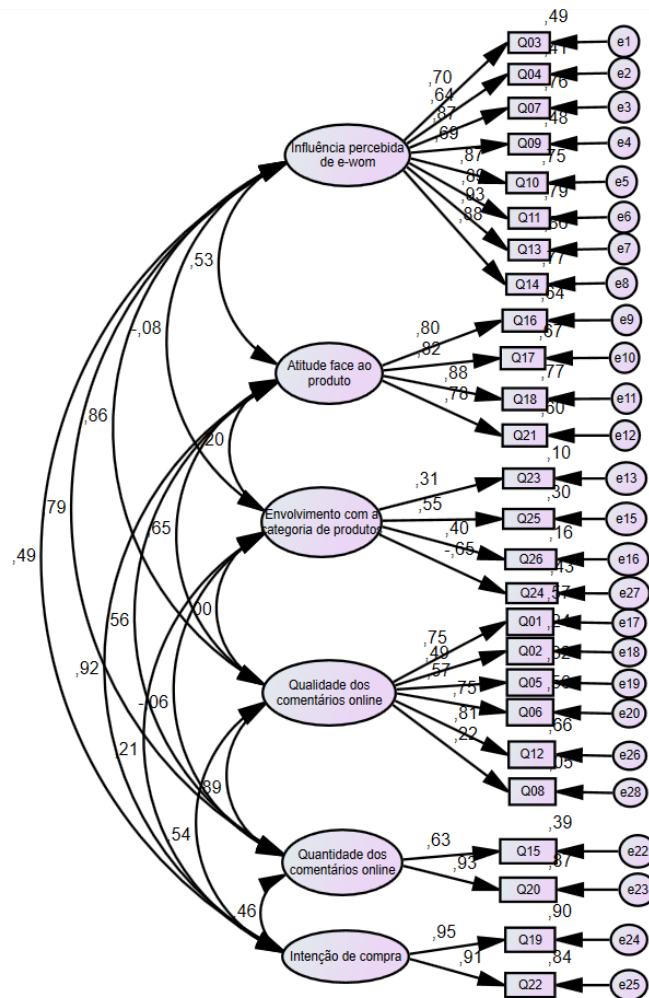 ,49
Q03
e1
,41
,70
Q04
e2
,64
,76
,87
Q07
e3
,48
,69
Influência percebida
de e-wom
Q09
e4
,75
,87
Q10
e5
,79
,89
,93
Q11
e6
,86
,88
Q13
e7
,77
Q14
e8
,53
,64
Q16
e9
-,08
,80
,67
,82
Q17
e10
Atitude face ao
produto
,77
,88
Q18
e11
,78
,60
,86
Q21
e12
,20
,10
,31
Q23
e13
,30
,79
,65
,55
Envolvimento com a
categoria de produtos
Q25
e15
,40
,16
,49
-,65
Q26
e16
,43
Q24
e27
,57
,00
Q01
e17
,56
,75
,24
,49
Q02
e18
,92
,57
,32
Qualidade dos
comentários online
Q05
e19
-,06
,75
,56
Q06
e20
,81
,66
,21
,22
Q12
e26
,05
,89
Q08
e28
,54
,39
,63
Q15
e22
Quantidade dos
comentários online
,93
,87
Q20
e23
,46
,90
,95
Q19
e24
Intenção de compra
,91
,84
Q22
e25